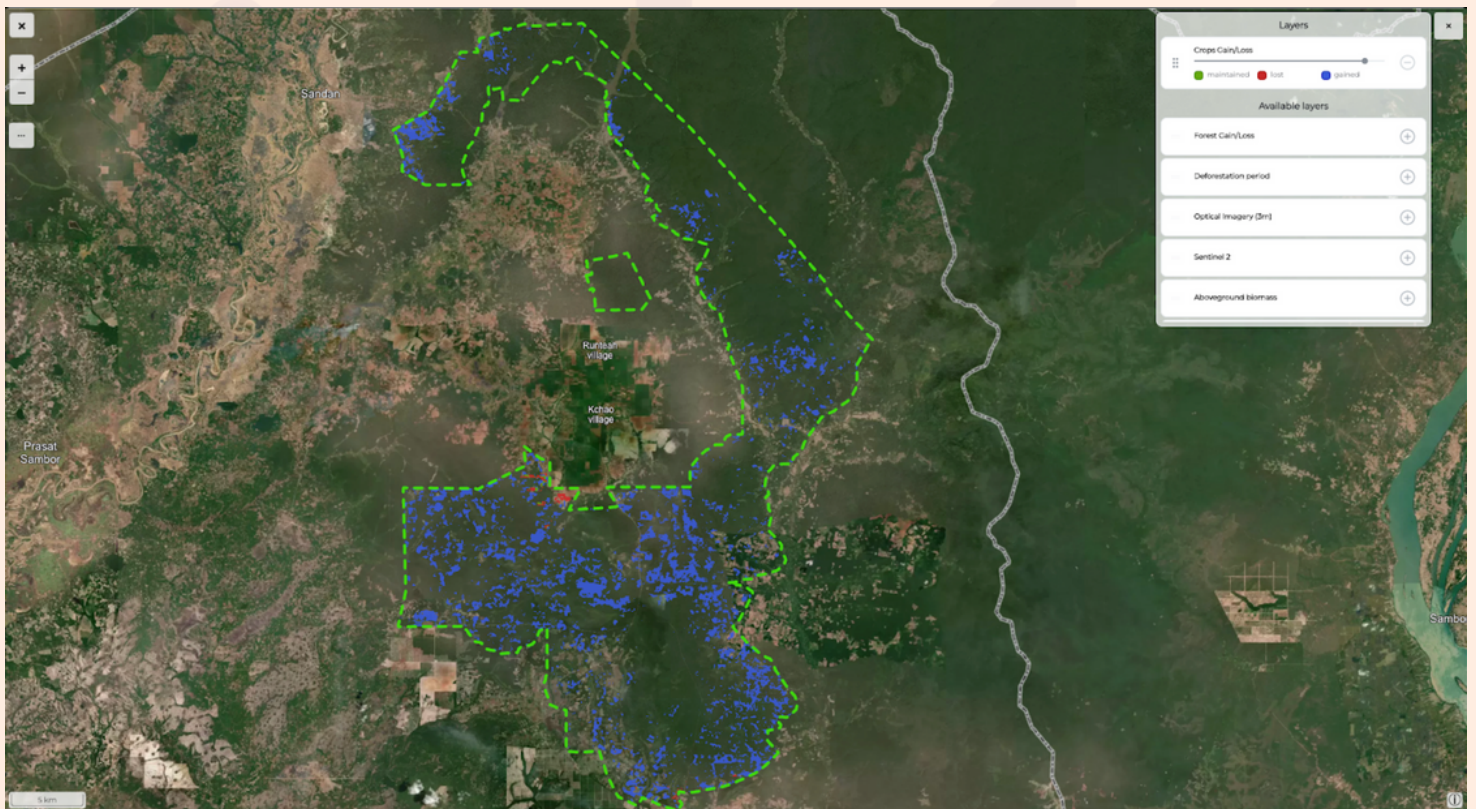 Layers
Crops Gain/Loss
maintained lost gained
Available layers
Forest Gain/Loss
Deforestation period
Optical Imagery (3m)
Sentinel 2
Aboveground biomass
Sandan
Runtean
village
Kchao
village
Prasat
Sambor
Sambo
5 km